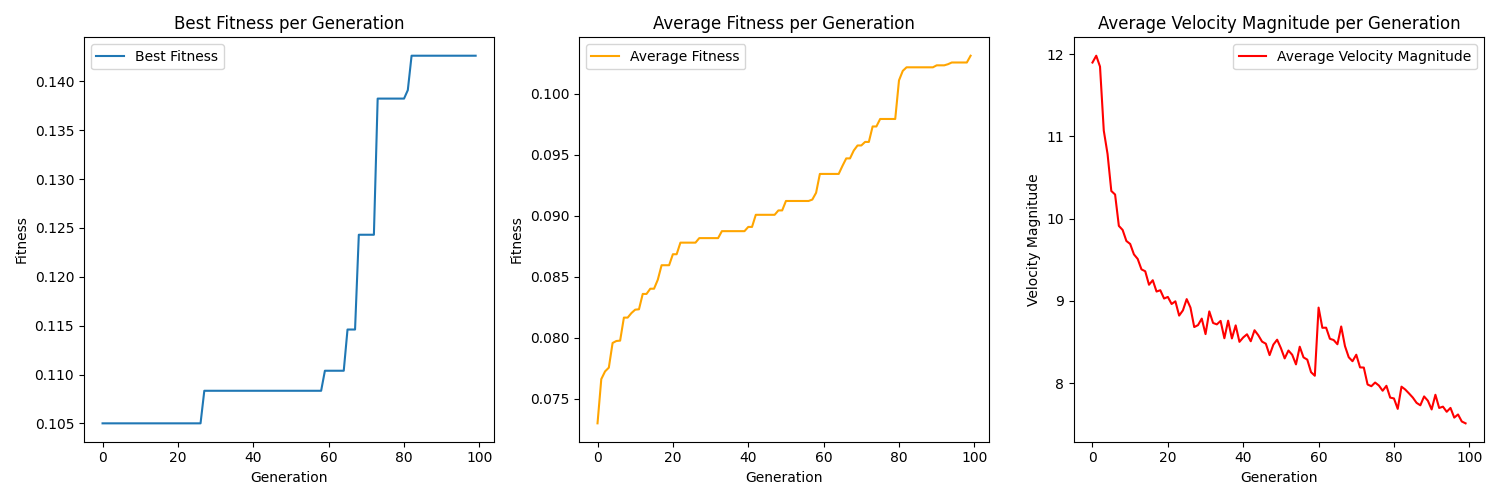 Best Fitness per Generation
Best Fitness
Fitness
0.140
0.135
0.130
0.125
0.120
0.115
0.110
0.105
0 20 40 60 80 100
Generation
Average Fitness per Generation
Average Fitness
Fitness
0.100
0.095
0.090
0.085
0.080
0.075
0 20 40 60 80 100
Generation
Average Velocity Magnitude per Generation
Average Velocity Magnitude
Velocity Magnitude
12
11
10
9
8
0 20 40 60 80 100
Generation